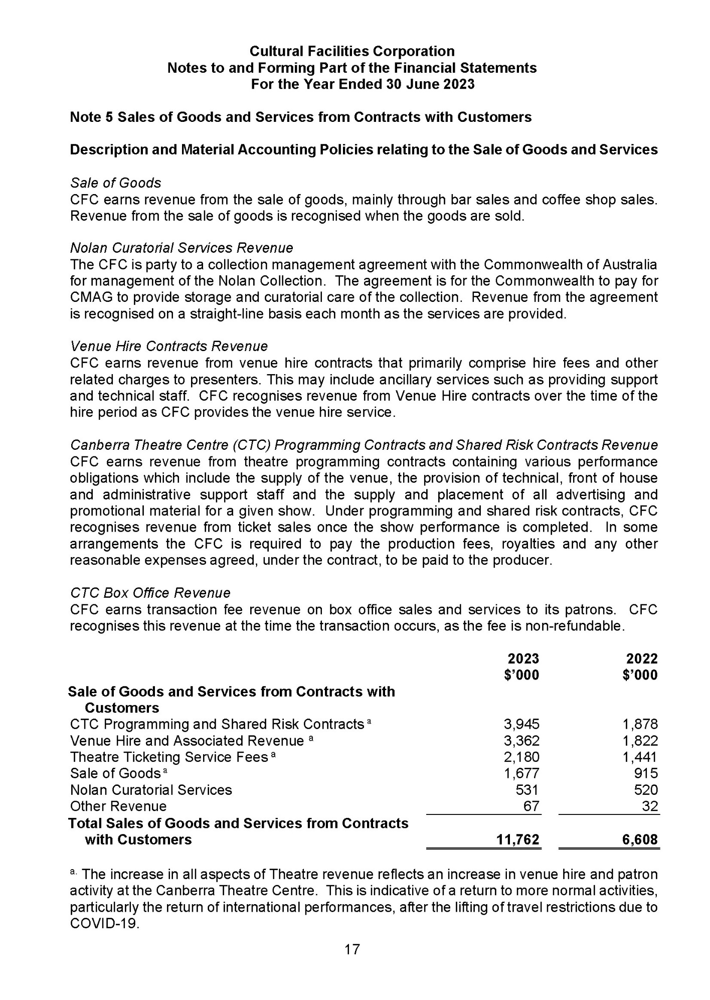 Cultural Facilities Corporation
Notes to and Forming Part of the Financial Statements
For the Year Ended 30 June 2023
Note 5 Sales of Goods and Services from Contracts with Customers
Description and Material Accounting Policies relating to the Sale of Goods and Services
Sale of Goods
CFC earns revenue from the sale of goods, mainly through bar sales and coffee shop sales.
Revenue from the sale of goods is recognised when the goods are sold.
Nolan Curatorial Services Revenue
The CFC is party to a collection management agreement with the Commonwealth of Australia
for management of the Nolan Collection. The agreement is for the Commonwealth to pay for
CMAG to provide storage and curatorial care of the collection. Revenue from the agreement
is recognised on a straight-line basis each month as the services are provided.
Venue Hire Contracts Revenue
CFC earns revenue from venue hire contracts that primarily comprise hire fees and other
related charges to presenters. This may include ancillary services such as providing support
and technical staff. CFC recognises revenue from Venue Hire contracts over the time of the
hire period as CFC provides the venue hire service.
Canberra Theatre Centre (CTC) Programming Contracts and Shared Risk Contracts Revenue
CFC earns revenue from theatre programming contracts containing various performance
obligations which include the supply of the venue, the provision of technical, front of house
and administrative support staff and the supply and placement of all advertising and
promotional material for a given show. Under programming and shared risk contracts, CFC
recognises revenue from ticket sales once the show performance is completed. In some
arrangements the CFC is required to pay the production fees, royalties and any other
reasonable expenses agreed, under the contract, to be paid to the producer.
CTC Box Office Revenue
CFC earns transaction fee revenue on box office sales and services to its patrons. CFC
recognises this revenue at the time the transaction occurs, as the fee is non-refundable.
2023 2022
$’000 $’000
Sale of Goods and Services from Contracts with
Customers
CTC Programming and Shared Risk Contracts a 3,945 1,878
Venue Hire and Associated Revenue a 3,362 1,822
Theatre Ticketing Service Fees a 2,180 1,441
Sale of Goods a 1,677 915
Nolan Curatorial Services 531 520
Other Revenue 67 32
Total Sales of Goods and Services from Contracts
with Customers 11,762 6,608
a. The increase in all aspects of Theatre revenue reflects an increase in venue hire and patron
activity at the Canberra Theatre Centre. This is indicative of a return to more normal activities,
particularly the return of international performances, after the lifting of travel restrictions due to
COVID-19.
17